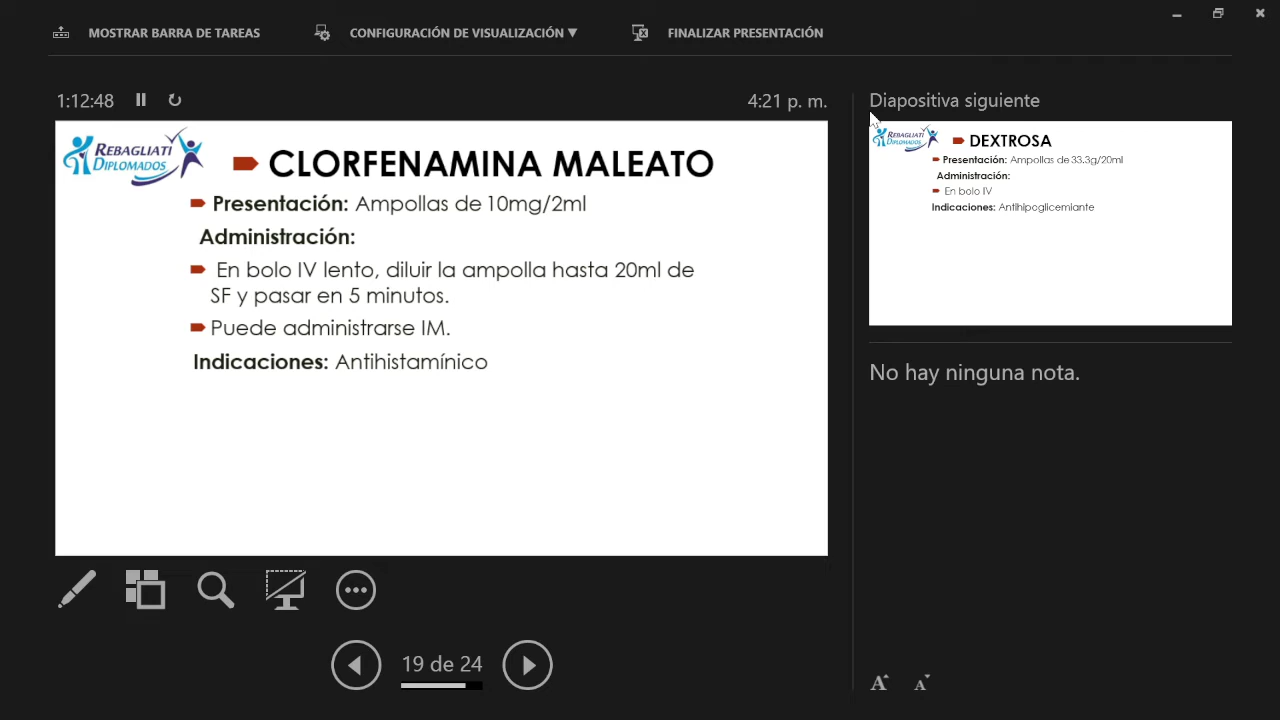 MOSTRAR BARRA DE TAREAS
CONFIGURACIÓN DE VISUALIZACIÓN ▼
FINALIZAR PRESENTACIÓN
1:12:48
4:21 p. m.
REBAGLIATI
DIPLOMADOS
CLORFENAMINA MALEATO
Presentación: Ampollas de 10mg/2ml
Administración:
En bolo IV lento, diluir la ampolla hasta 20ml de
SF y pasar en 5 minutos.
Puede administrarse IM.
Indicaciones: Antihistamínico
19 de 24
Diapositiva siguiente
REBAGLIATI
DIPLOMADOS
DEXTROSA
Presentación: Ampollas de 33.3g/20ml
Administración:
En bolo IV
Indicaciones: Antihipoglicemiante
No hay ninguna nota.
A A